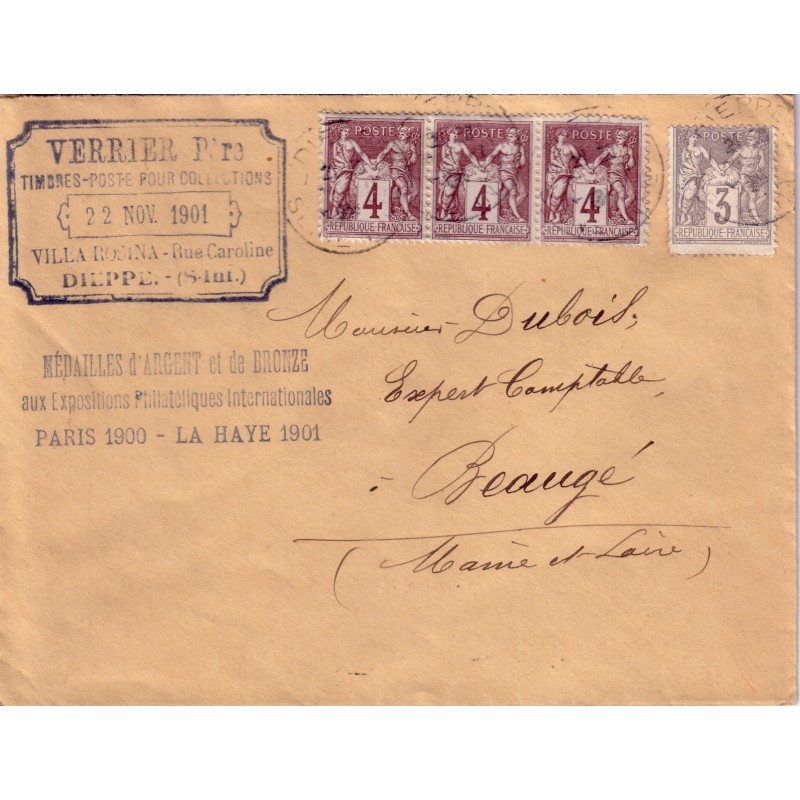 VERRIER Père
TIMBRES-POSTE POUR COLLECTIONS
22 NOV. 1901
VILLA ROSINA - Rue Caroline
DIEPPE. - (S-Inf.)
MÉDAILLES d'ARGENT et de BRONZE
aux Expositions Philatéliques Internationales
PARIS 1900 - LA HAYE 1901
POSTE
4
REPUBLIQUE FRANÇAISE
POSTE
4
REPUBLIQUE FRANÇAISE
POSTE
4
REPUBLIQUE FRANÇAISE
POSTE
3
REPUBLIQUE FRANÇAISE
Monsieur Dubois,
Expert Comptable,
à Beaugé
(Maine et-Loire)